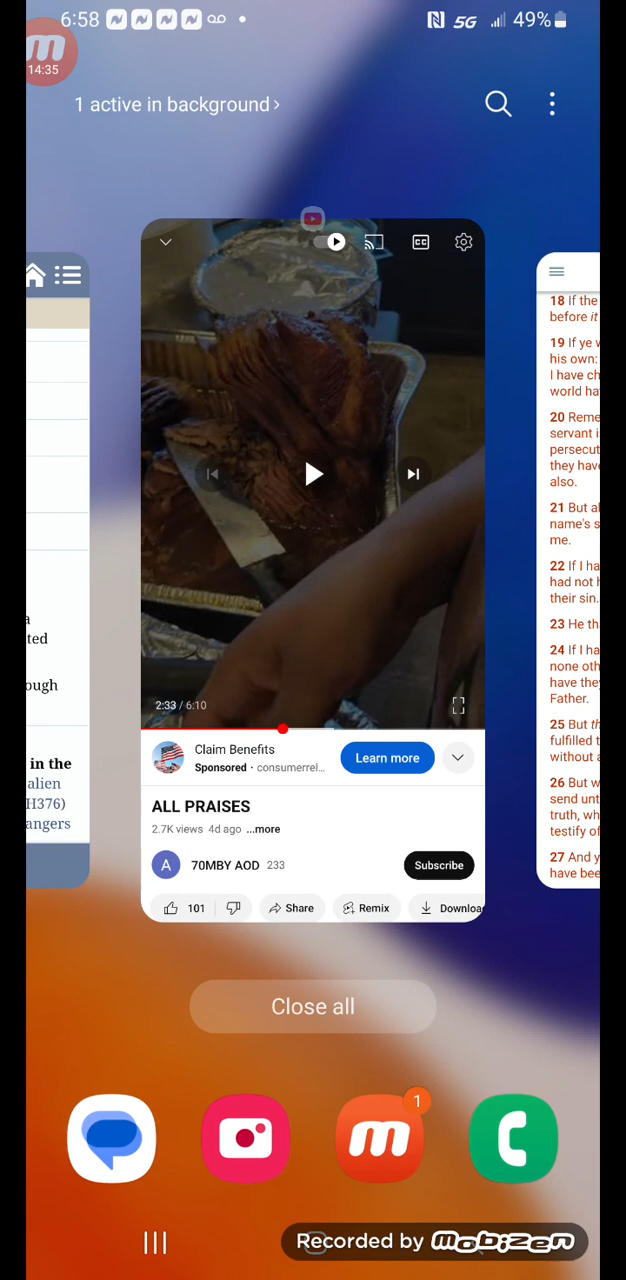 6:58
5G
49%
14:35
1 active in background >
CC
2:33 / 6:10
Claim Benefits
Sponsored · consumerrel...
Learn more
ALL PRAISES
2.7K views 4d ago ...more
A 70MBY AOD 233
Subscribe
101
Share
Remix
Downloa
ted
ough
in the
alien
H376)
angers
18 If the
before it
19 If ye w
his own:
I have ch
world ha
20 Reme
servant i
persecut
they have
also.
21 But al
name's s
me.
22 If I ha
had not h
their sin.
23 He th
24 If I ha
none oth
have they
Father.
25 But th
fulfilled t
without a
26 But w
send unt
truth, wh
testify of
27 And y
have bee
Close all
1
Recorded by mobizen